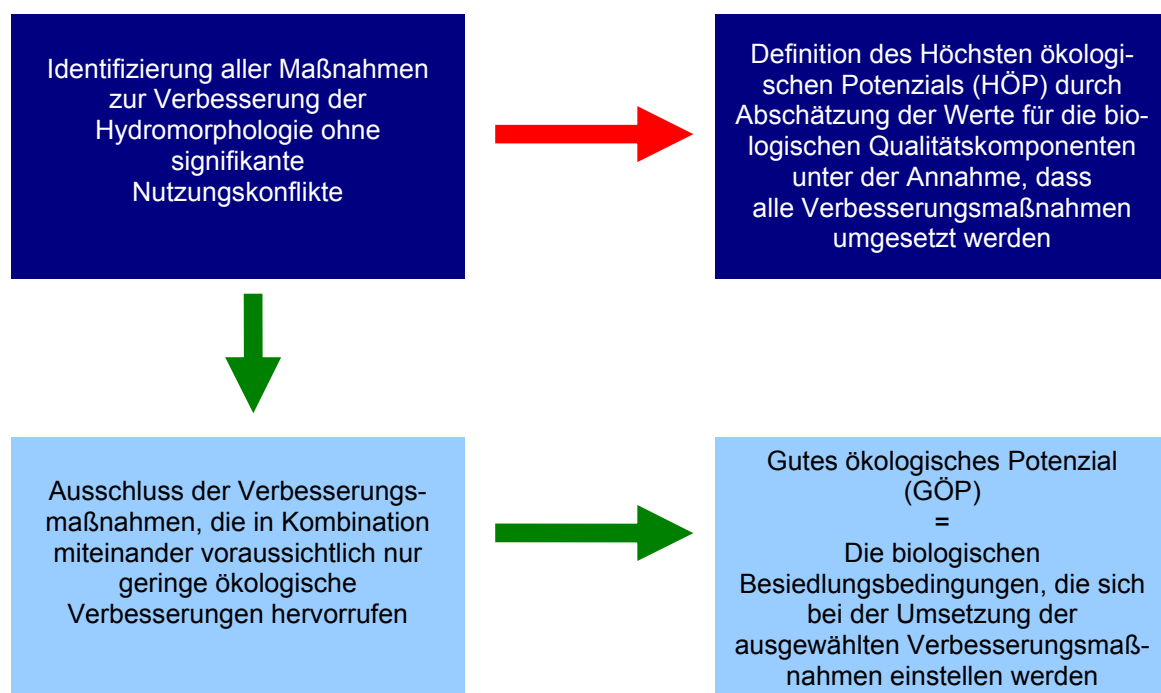 Identifizierung aller Maßnahmen
zur Verbesserung der
Hydromorphologie ohne
signifikante
Nutzungskonflikte
Definition des Höchsten ökologi-
schen Potenzials (HÖP) durch
Abschätzung der Werte für die bio-
logischen Qualitätskomponenten
unter der Annahme, dass
alle Verbesserungsmaßnahmen
umgesetzt werden
Ausschluss der Verbesserungs-
maßnahmen, die in Kombination
miteinander voraussichtlich nur
geringe ökologische
Verbesserungen hervorrufen
Gutes ökologisches Potenzial
(GÖP)
=
Die biologischen
Besiedlungsbedingungen, die sich
bei der Umsetzung der
ausgewählten Verbesserungsmaß-
nahmen einstellen werden